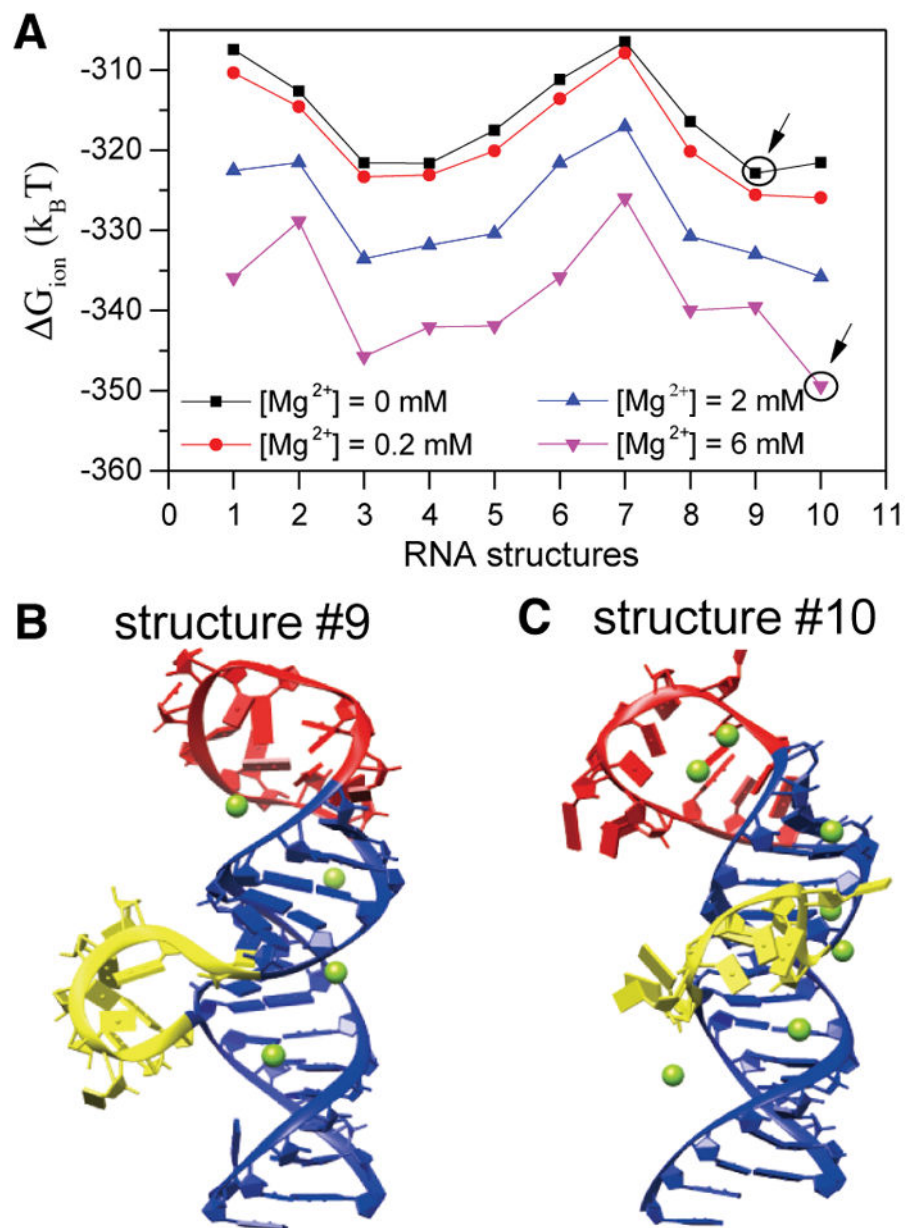 A
ΔG_ion (k_BT)
-310
-320
-330
-340
-350
-360
[Mg²⁺] = 0 mM
[Mg²⁺] = 2 mM
[Mg²⁺] = 0.2 mM
[Mg²⁺] = 6 mM
0 1 2 3 4 5 6 7 8 9 10 11
RNA structures
B structure #9
C structure #10